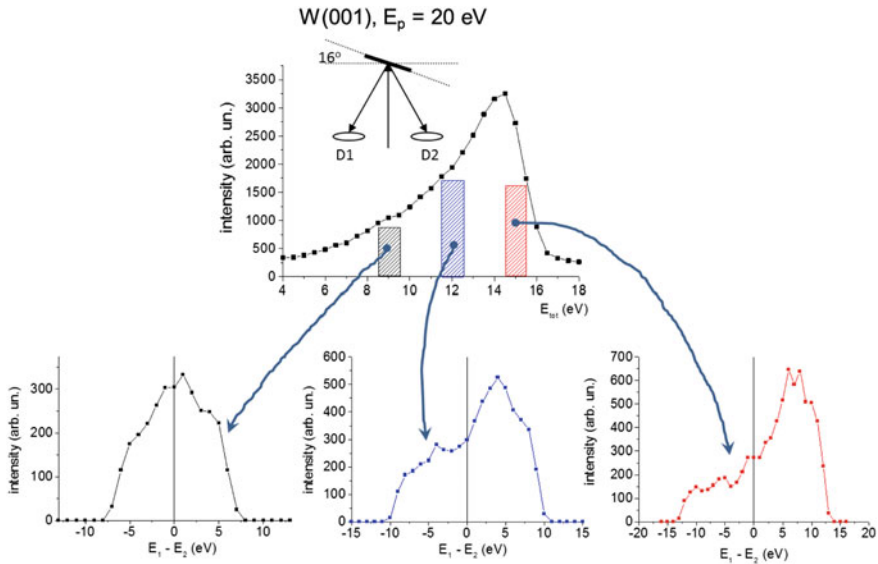 W(001), Ep = 20 eV
16°
D1
D2
intensity (arb. un.)
3500
3000
2500
2000
1500
1000
500
0
4 6 8 10 12 14 16 18
Etot (eV)
intensity (arb. un.)
300
200
100
0
-10 -5 0 5 10
E1 - E2 (eV)
intensity (arb. un.)
600
500
400
300
200
100
0
-15 -10 -5 0 5 10 15
E1 - E2 (eV)
intensity (arb. un.)
700
600
500
400
300
200
100
0
-20 -15 -10 -5 0 5 10 15 20
E1 - E2 (eV)